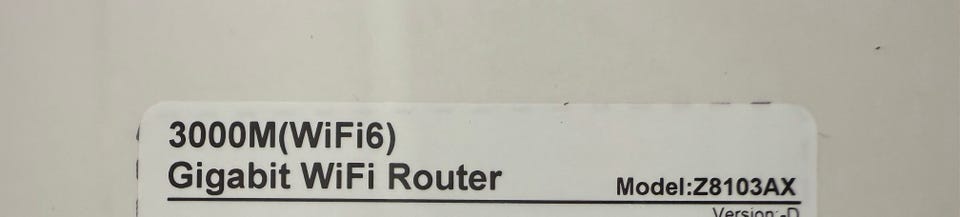 3000M(WiFi6)
Gigabit WiFi Router
Model:Z8103AX
Version:-D